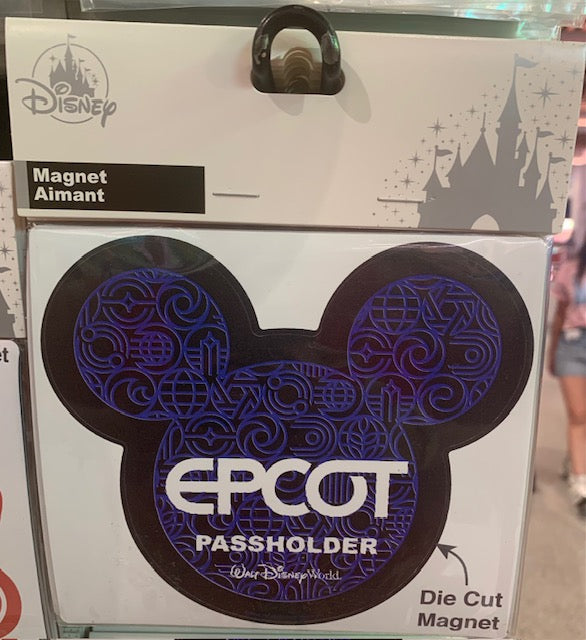 Disney
Magnet
Aimant
EPCOT
PASSHOLDER
Walt Disney World
Die Cut
Magnet